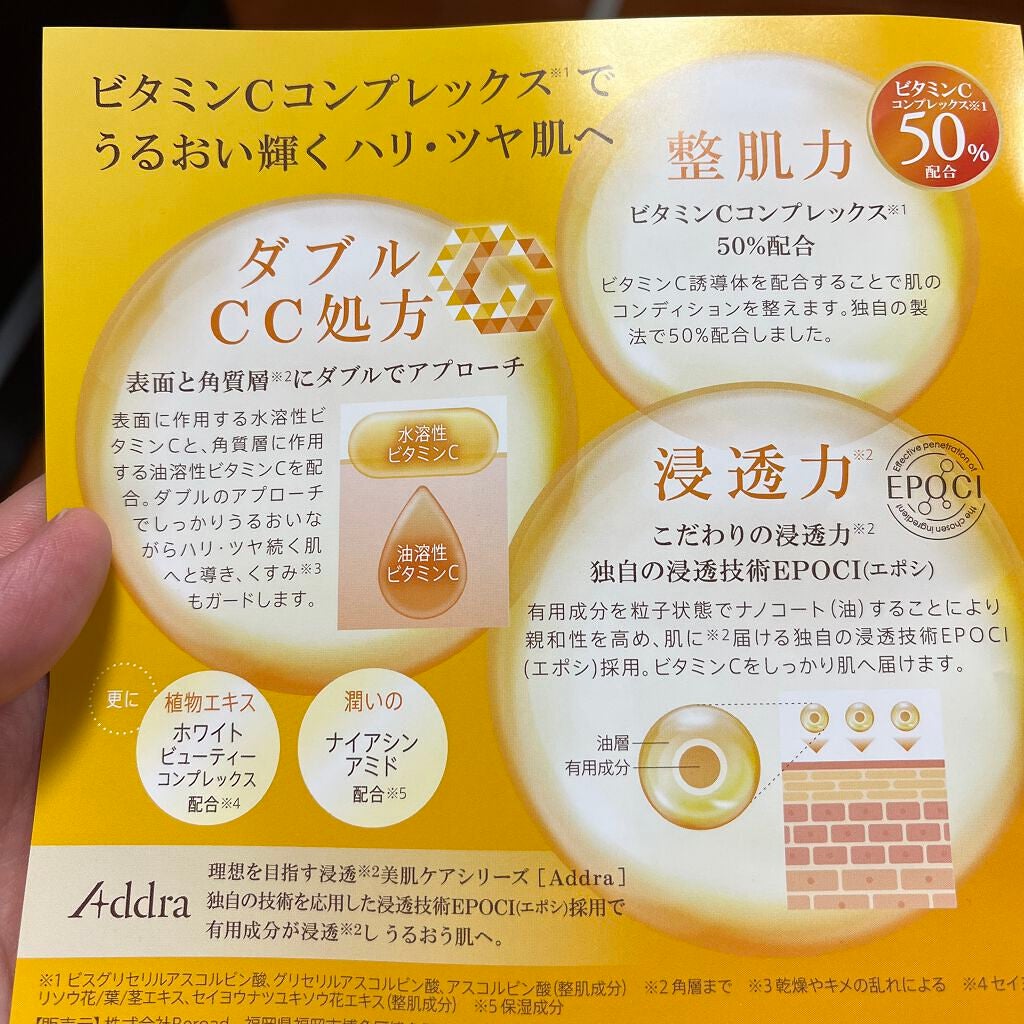 ビタミンCコンプレックス※1で
うるおい輝く ハリ・ツヤ肌へ
ビタミンC
コンプレックス※1
50%
配合
整肌力
ビタミンCコンプレックス※1
50%配合
ビタミンC誘導体を配合することで肌の
コンディションを整えます。独自の製
法で50%配合しました。
ダブル
CC処方
表面と角質層※2にダブルでアプローチ
表面に作用する水溶性ビ
タミンCと、角質層に作用
する油溶性ビタミンCを配
合。ダブルのアプローチ
でしっかりうるおいな
がらハリ・ツヤ続く肌
へと導き、くすみ※3
もガードします。
水溶性
ビタミンC
油溶性
ビタミンC
浸透力※2
Effective penetration of
EPOCI
the chosen ingredient
こだわりの浸透力※2
独自の浸透技術EPOCI(エポシ)
有用成分を粒子状態でナノコート(油)することにより
親和性を高め、肌に※2届ける独自の浸透技術EPOCI
(エポシ)採用。ビタミンCをしっかり肌へ届けます。
油層
有用成分
更に
植物エキス
ホワイト
ビューティー
コンプレックス
配合※4
潤いの
ナイアシン
アミド
配合※5
Addra
理想を目指す浸透※2美肌ケアシリーズ[Addra]
独自の技術を応用した浸透技術EPOCI(エポシ)採用で
有用成分が浸透※2し うるおう肌へ。
※1 ビスグリセリルアスコルビン酸、グリセリルアスコルビン酸、アスコルビン酸(整肌成分) ※2 角層まで ※3 乾燥やキメの乱れによる ※4 セイヨ
リソウ花/葉/茎エキス、セイヨウナツユキソウ花エキス(整肌成分) ※5 保湿成分
【販売元】株式会社Beroad